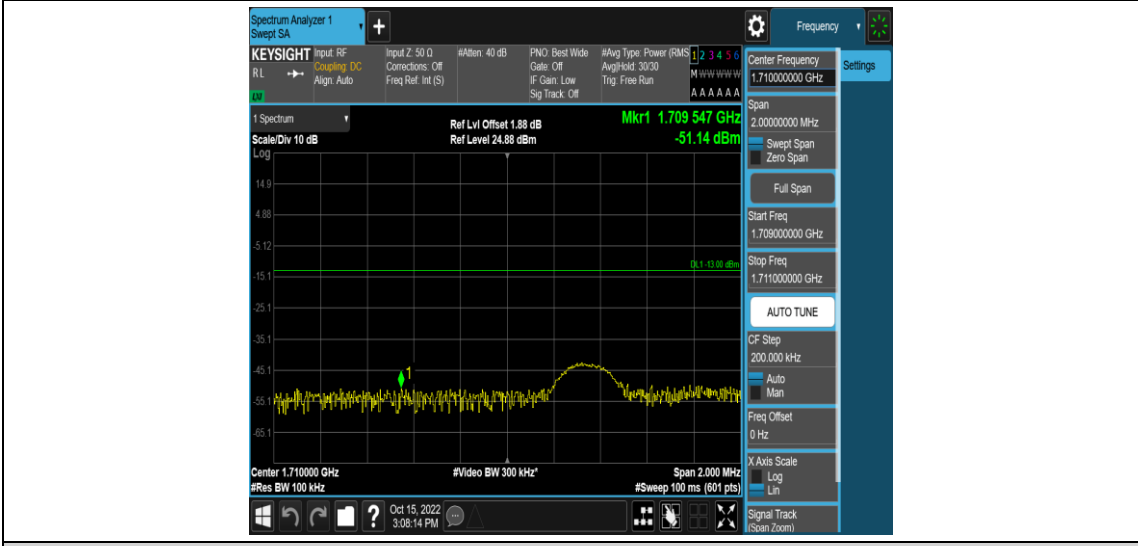 Spectrum Analyzer 1
Swept SA
+
Frequency
KEYSIGHT
RL
Input: RF
Coupling: DC
Align: Auto
Input Z: 50 Ω
Corrections: Off
Freq Ref: Int (S)
#Atten: 40 dB
PNO: Best Wide
Gate: Off
IF Gain: Low
Sig Track: Off
#Avg Type: Power (RMS
Avg|Hold: 30/30
Trig: Free Run
1 2 3 4 5 6
M W W W W W
A A A A A A
1 Spectrum
Scale/Div 10 dB
Log
Ref Lvl Offset 1.88 dB
Ref Level 24.88 dBm
Mkr1 1.709 547 GHz
-51.14 dBm
14.9
4.88
-5.12
-15.1
-25.1
-35.1
-45.1
-55.1
-65.1
DL1 -13.00 dBm
1
Center 1.710000 GHz
#Res BW 100 kHz
#Video BW 300 kHz*
Span 2.000 MHz
#Sweep 100 ms (601 pts)
Center Frequency
1.710000000 GHz
Settings
Span
2.00000000 MHz
Swept Span
Zero Span
Full Span
Start Freq
1.709000000 GHz
Stop Freq
1.711000000 GHz
AUTO TUNE
CF Step
200.000 kHz
Auto
Man
Freq Offset
0 Hz
X Axis Scale
Log
Lin
Signal Track
(Span Zoom)
?
Oct 15, 2022
3:08:14 PM